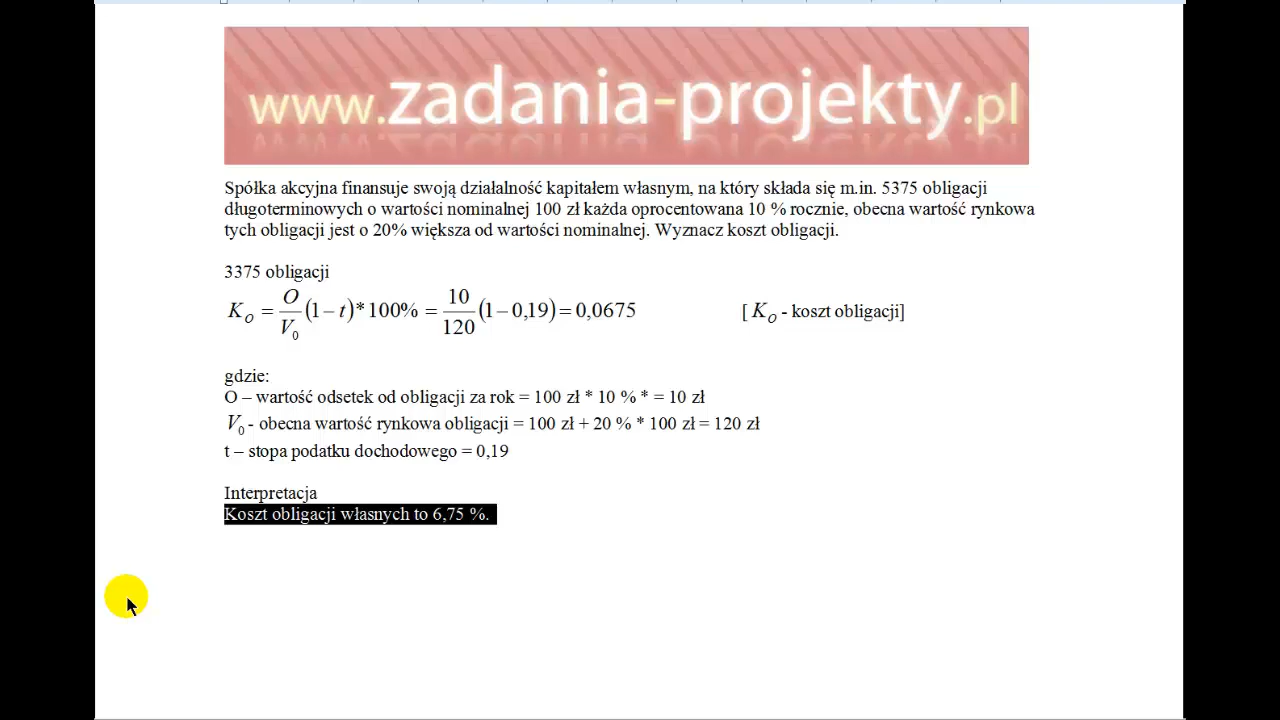 www.zadania-projekty.pl
Spółka akcyjna finansuje swoją działalność kapitałem własnym, na który składa się m.in. 5375 obligacji
długoterminowych o wartości nominalnej 100 zł każda oprocentowana 10 % rocznie, obecna wartość rynkowa
tych obligacji jest o 20% większa od wartości nominalnej. Wyznacz koszt obligacji.
3375 obligacji
K_O = O/V_0 (1 − t) * 100% = 10/120 (1 − 0,19) = 0,0675 [ K_O - koszt obligacji]
gdzie:
O – wartość odsetek od obligacji za rok = 100 zł * 10 % * = 10 zł
V_0 - obecna wartość rynkowa obligacji = 100 zł + 20 % * 100 zł = 120 zł
t – stopa podatku dochodowego = 0,19
Interpretacja
Koszt obligacji własnych to 6,75 %.